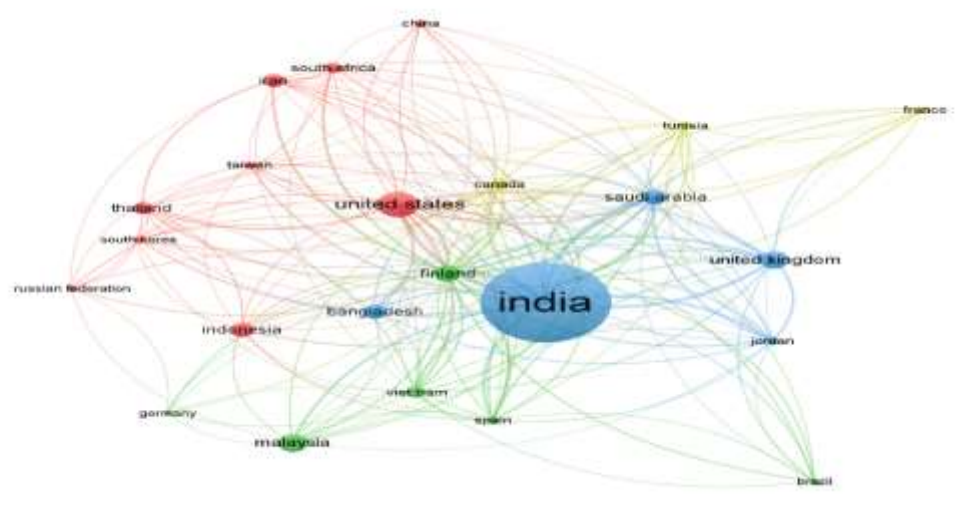 china
south africa
iran
france
tunisia
taiwan
canada
saudi arabia
united states
thailand
south korea
united kingdom
finland
russian federation
india
bangladesh
indonesia
jordan
viet nam
germany
spain
malaysia
brazil